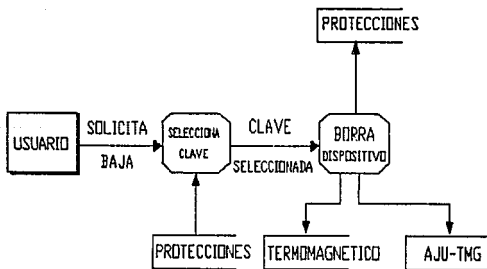 PROTECCIONES
USUARIO
SOLICITA
BAJA
SELECCIONA
CLAVE
CLAVE
SELECCIONADA
BORRA
DISPOSITIVO
PROTECCIONES
TERMOMAGNETICO
AJU-TMG